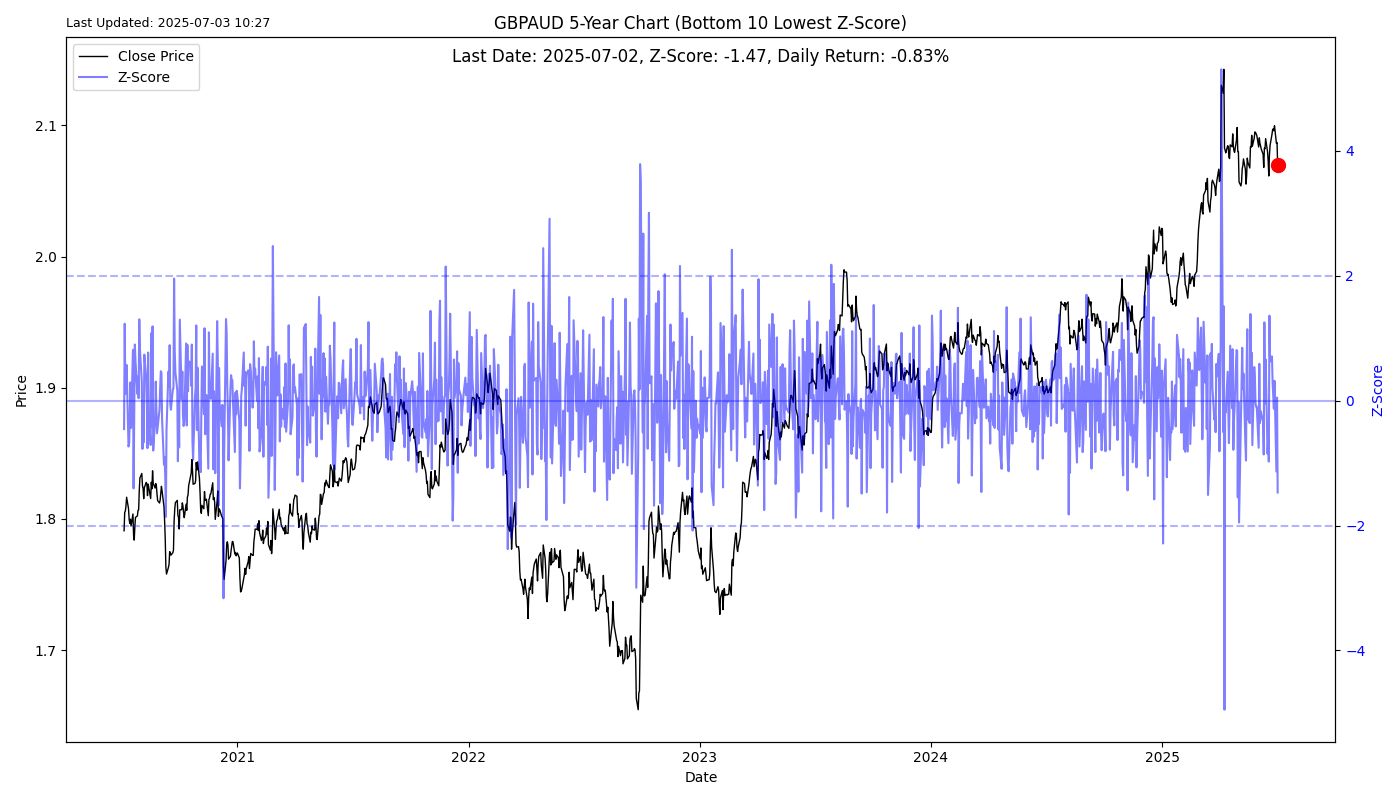 Last Updated: 2025-07-03 10:27
GBPAUD 5-Year Chart (Bottom 10 Lowest Z-Score)
Last Date: 2025-07-02, Z-Score: -1.47, Daily Return: -0.83%
Close Price
Z-Score
Price
2.1
2.0
1.9
1.8
1.7
4
2
0
−2
−4
Z-Score
2021
2022
2023
2024
2025
Date